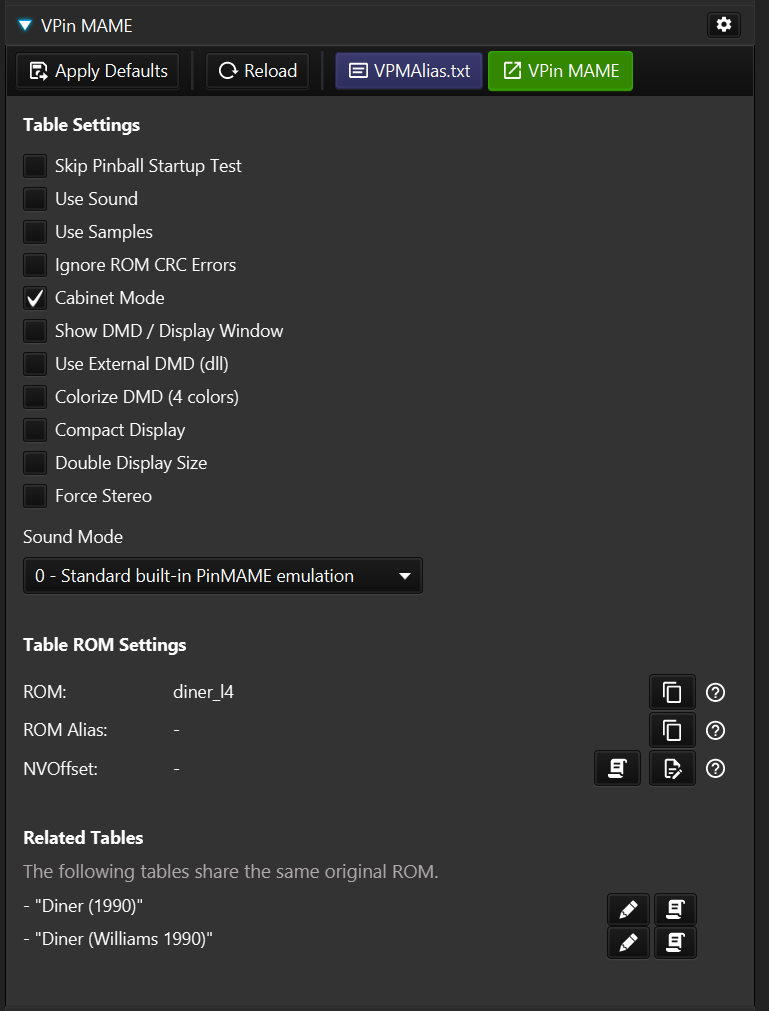 VPin MAME
Apply Defaults Reload VPMAlias.txt VPin MAME
Table Settings
Skip Pinball Startup Test
Use Sound
Use Samples
Ignore ROM CRC Errors
Cabinet Mode
Show DMD / Display Window
Use External DMD (dll)
Colorize DMD (4 colors)
Compact Display
Double Display Size
Force Stereo
Sound Mode
0 - Standard built-in PinMAME emulation
Table ROM Settings
ROM: diner_l4
ROM Alias: -
NVOffset: -
Related Tables
The following tables share the same original ROM.
- "Diner (1990)"
- "Diner (Williams 1990)"